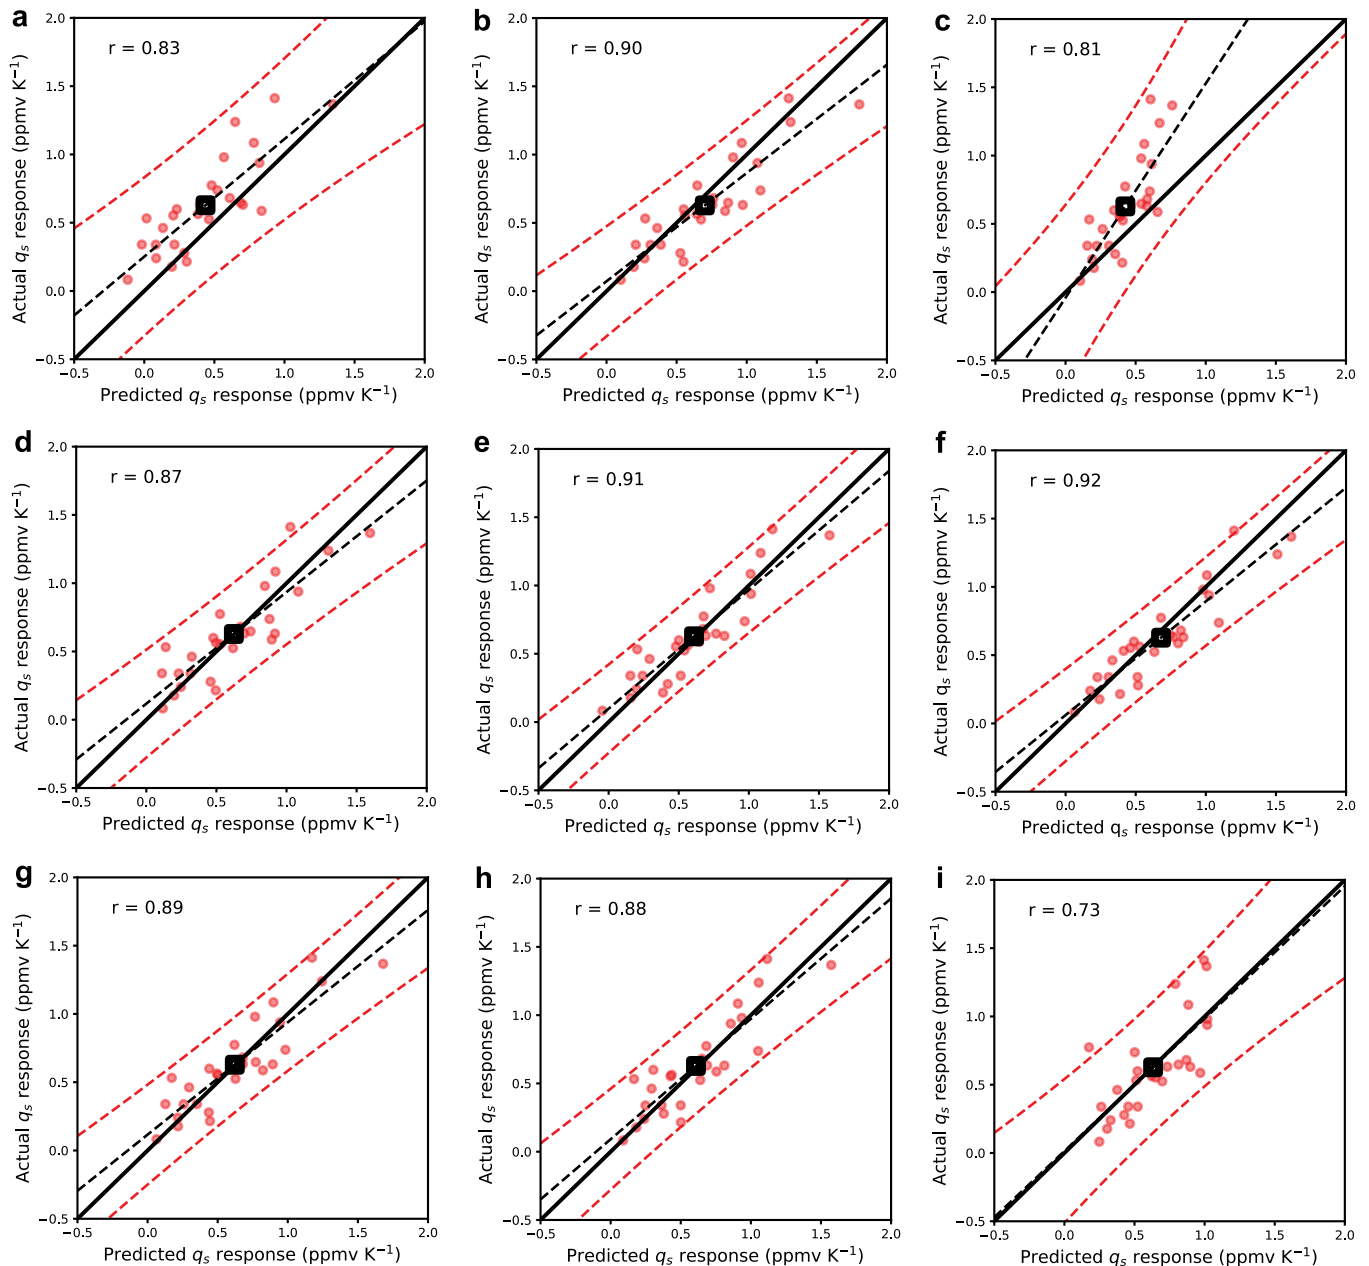 a b c
r = 0.83 r = 0.90 r = 0.81
2.0 2.0 2.0
1.5 1.5 1.5
1.0 1.0 1.0
0.5 0.5 0.5
0.0 0.0 0.0
−0.5 −0.5 −0.5
Actual qs response (ppmv K−1) Actual qs response (ppmv K−1) Actual qs response (ppmv K−1)
−0.5 0.0 0.5 1.0 1.5 2.0 −0.5 0.0 0.5 1.0 1.5 2.0 −0.5 0.0 0.5 1.0 1.5 2.0
Predicted qs response (ppmv K−1) Predicted qs response (ppmv K−1) Predicted qs response (ppmv K−1)
d e f
r = 0.87 r = 0.91 r = 0.92
2.0 2.0 2.0
1.5 1.5 1.5
1.0 1.0 1.0
0.5 0.5 0.5
0.0 0.0 0.0
−0.5 −0.5 −0.5
Actual qs response (ppmv K−1) Actual qs response (ppmv K−1) Actual qs response (ppmv K−1)
−0.5 0.0 0.5 1.0 1.5 2.0 −0.5 0.0 0.5 1.0 1.5 2.0 −0.5 0.0 0.5 1.0 1.5 2.0
Predicted qs response (ppmv K−1) Predicted qs response (ppmv K−1) Predicted qs response (ppmv K−1)
g h i
r = 0.89 r = 0.88 r = 0.73
2.0 2.0 2.0
1.5 1.5 1.5
1.0 1.0 1.0
0.5 0.5 0.5
0.0 0.0 0.0
−0.5 −0.5 −0.5
Actual qs response (ppmv K−1) Actual qs response (ppmv K−1) Actual qs response (ppmv K−1)
−0.5 0.0 0.5 1.0 1.5 2.0 −0.5 0.0 0.5 1.0 1.5 2.0 −0.5 0.0 0.5 1.0 1.5 2.0
Predicted qs response (ppmv K−1) Predicted qs response (ppmv K−1) Predicted qs response (ppmv K−1)